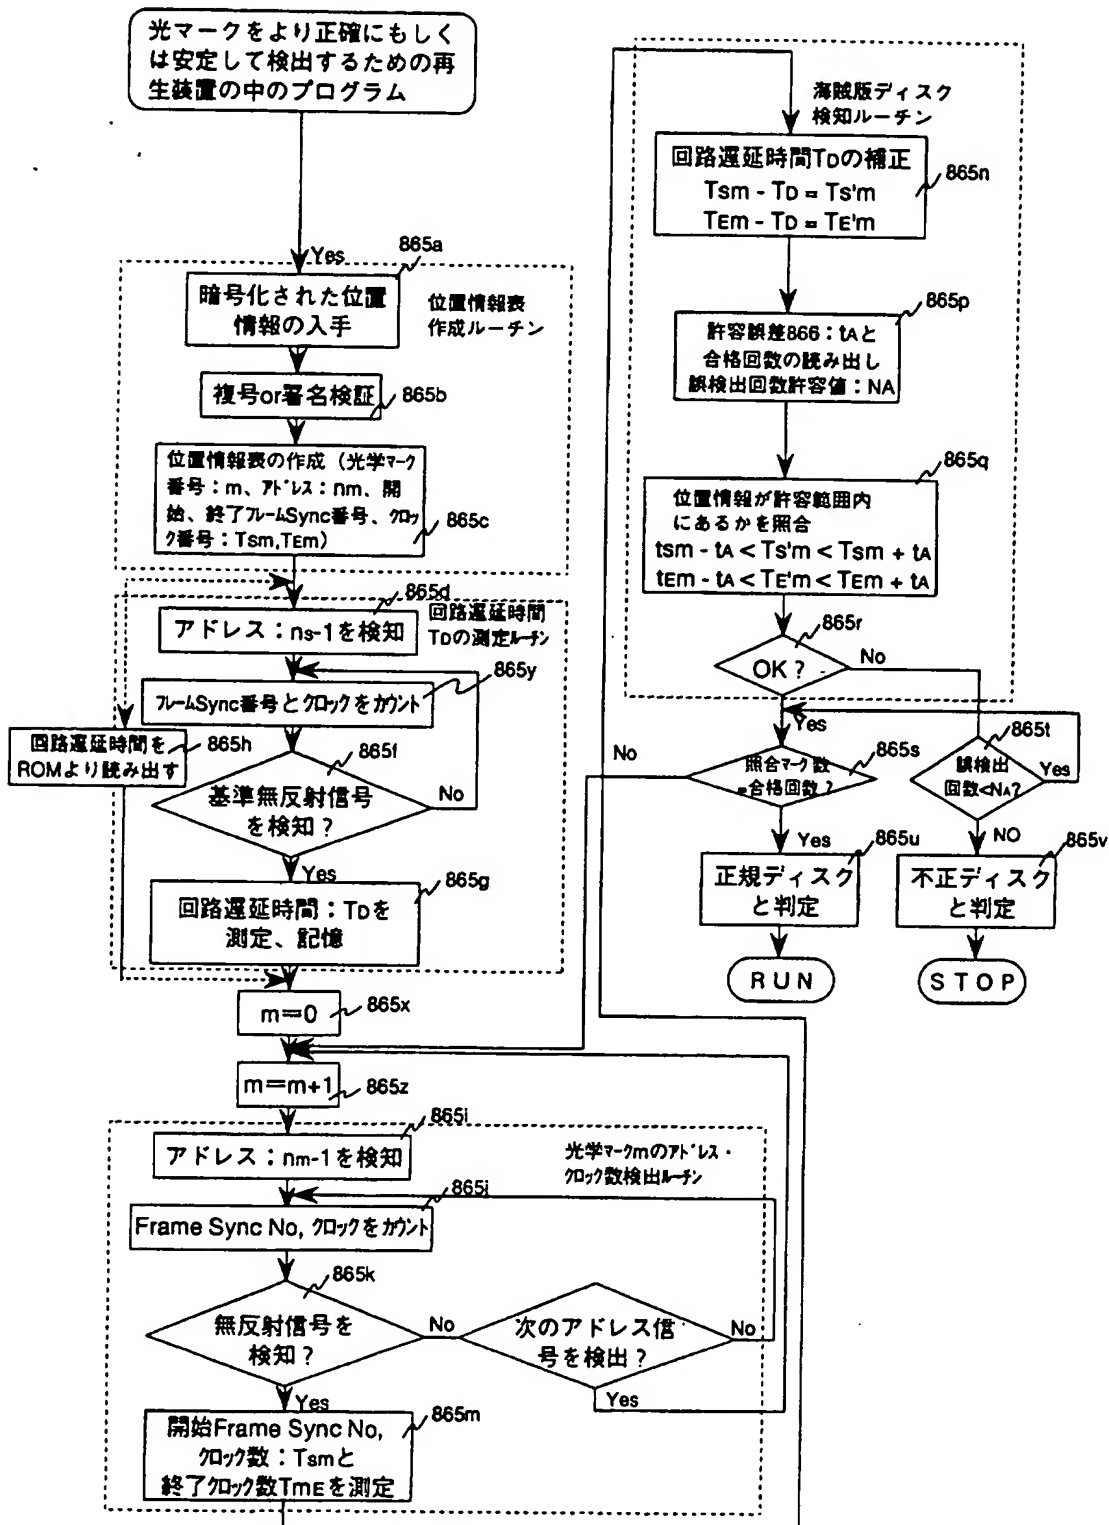 光マークをより正確にもしく
は安定して検出するための再
生装置の中のプログラム
Yes
865a
暗号化された位置
情報の入手
位置情報表
作成ルーチン
複号or署名検証
865b
位置情報表の作成（光学マーク
番号：m、アドレス：nm、開
始、終了フレームSync番号、クロッ
ク番号：Tsm,TEm）
865c
865d
アドレス：ns-1を検知
回路遅延時間
TDの測定ルーチン
865y
フレームSync番号とクロックをカウント
回路遅延時間を
ROMより読み出す
865h
865f
基準無反射信号
を検知？
No
Yes
865g
回路遅延時間：TDを
測定、記憶
m＝0
865x
m＝m+1
865z
865i
アドレス：nm-1を検知
光学マークmのアドレス・
クロック数検出ルーチン
865j
Frame Sync No, クロックをカウント
865k
無反射信号を
検知？
No
次のアドレス信
号を検出？
No
Yes
Yes
865m
開始Frame Sync No,
クロック数：Tsmと
終了クロック数TmEを測定
海賊版ディスク
検知ルーチン
回路遅延時間TDの補正
Tsm - TD = Ts'm
TEm - TD = TE'm
865n
865p
許容誤差866：tAと
合格回数の読み出し
誤検出回数許容値：NA
865q
位置情報が許容範囲内
にあるかを照合
tsm - tA < Ts'm < Tsm + tA
tEm - tA < TE'm < TEm + tA
865r
OK？
No
Yes
No
照合マーク数
=合格回数？
865s
865t
誤検出
回数<NA?
Yes
Yes
865u
NO
865v
正規ディスク
と判定
不正ディスク
と判定
RUN
STOP